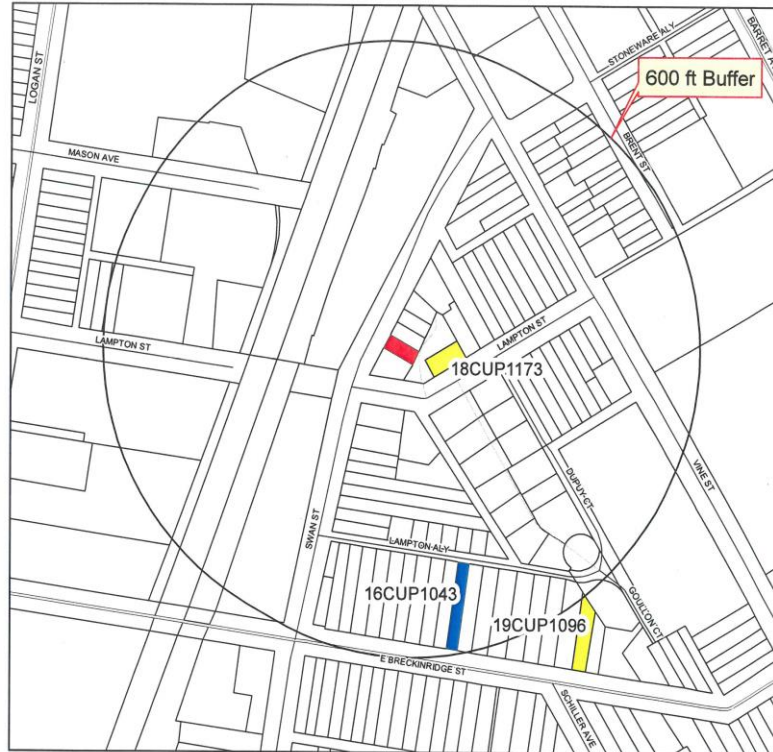 LOGAN ST
STONEWARE ALY
BARRET A
600 ft Buffer
BRENT ST
MASON AVE
LAMPTON ST
LAMPTON ST
18CUP1173
DUPUY CT
VINE ST
SWAN ST
LAMPTON ALY
16CUP1043
19CUP1096
GOULLON CT
E BRECKINRIDGE ST
SCHILLER AVE